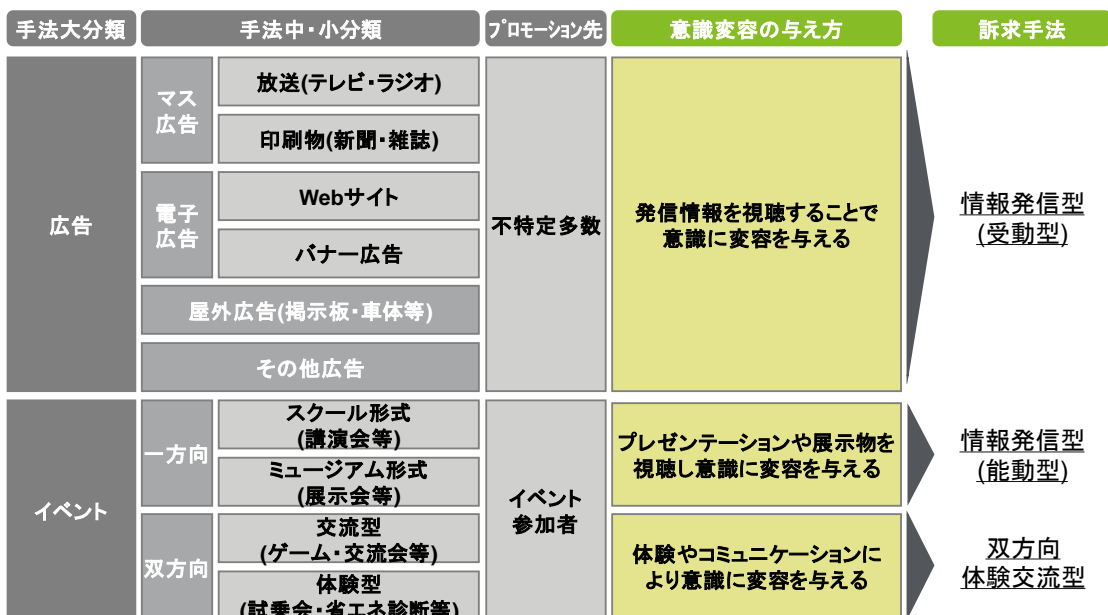 手法大分類
手法中・小分類
プロモーション先
意識変容の与え方
訴求手法
広告
マス
広告
放送(テレビ・ラジオ)
印刷物(新聞・雑誌)
電子
広告
Webサイト
バナー広告
屋外広告(掲示板・車体等)
その他広告
不特定多数
発信情報を視聴することで
意識に変容を与える
情報発信型
(受動型)
イベント
一方向
スクール形式
(講演会等)
ミュージアム形式
(展示会等)
双方向
交流型
(ゲーム・交流会等)
体験型
(試乗会・省エネ診断等)
イベント
参加者
プレゼンテーションや展示物を
視聴し意識に変容を与える
情報発信型
(能動型)
体験やコミュニケーションに
より意識に変容を与える
双方向
体験交流型